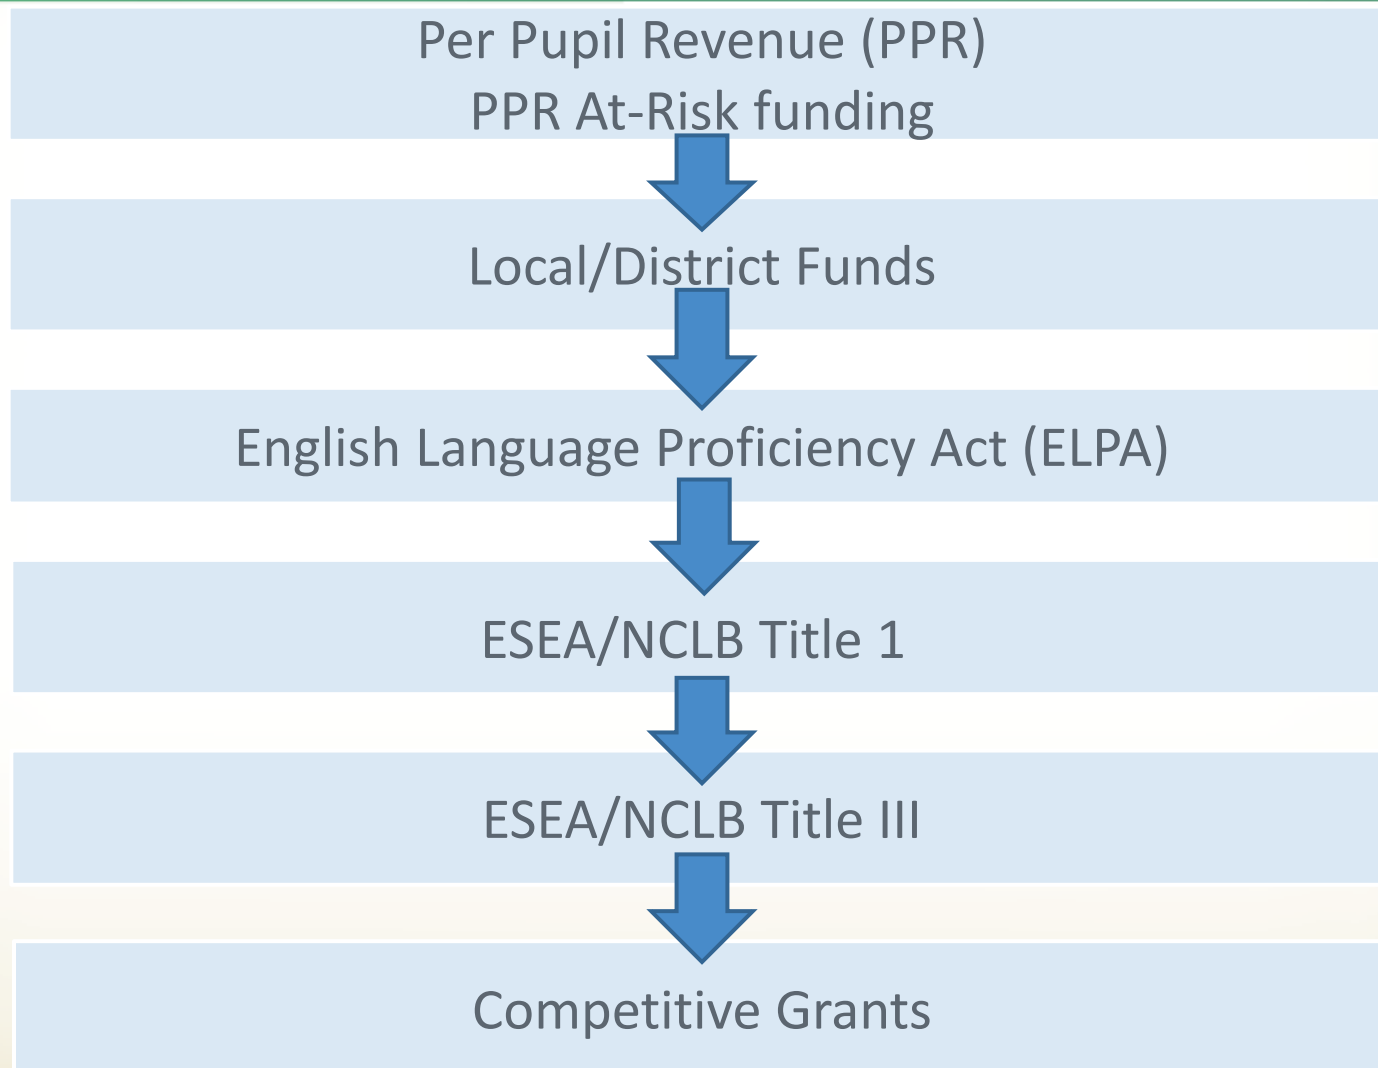 Per Pupil Revenue (PPR)
PPR At-Risk funding
Local/District Funds
English Language Proficiency Act (ELPA)
ESEA/NCLB Title 1
ESEA/NCLB Title III
Competitive Grants